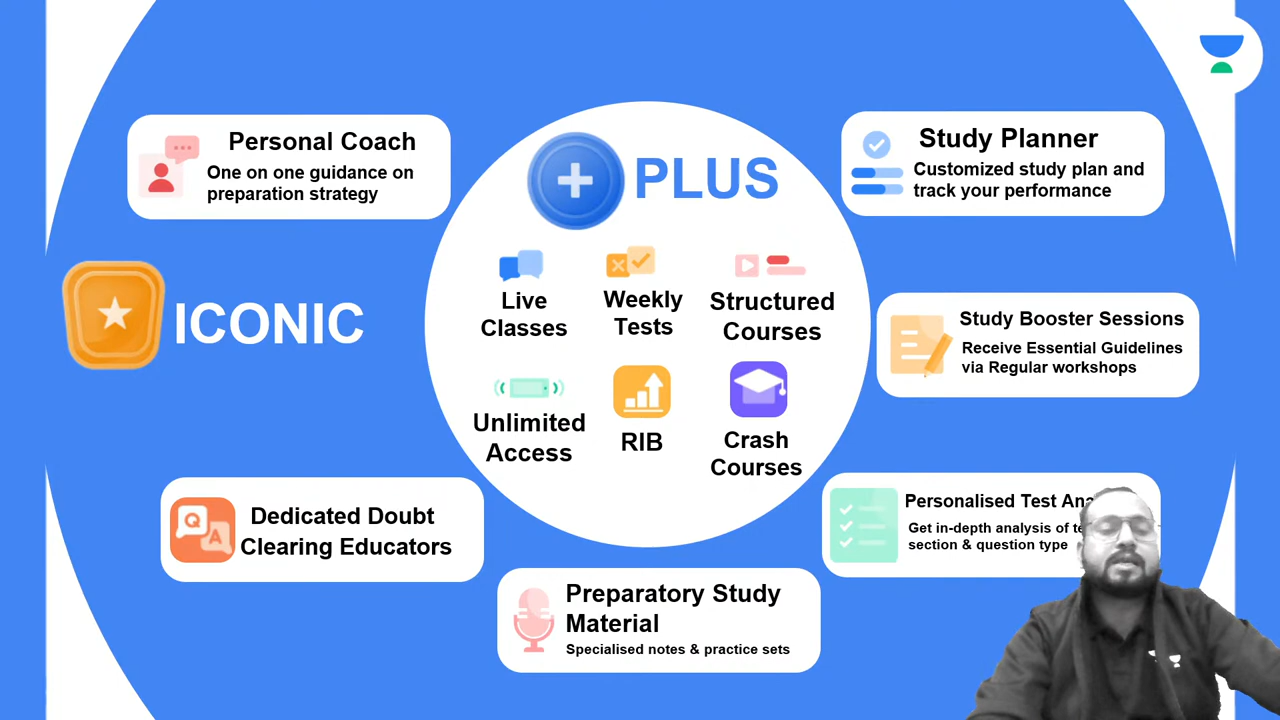 Personal Coach
One on one guidance on
preparation strategy
ICONIC
PLUS
Live
Classes
Weekly
Tests
Structured
Courses
Unlimited
Access
RIB
Crash
Courses
Study Planner
Customized study plan and
track your performance
Study Booster Sessions
Receive Essential Guidelines
via Regular workshops
Personalised Test
Get in-depth analysis of
section & question type
Dedicated Doubt
Clearing Educators
Q
A
Preparatory Study
Material
Specialised notes & practice sets